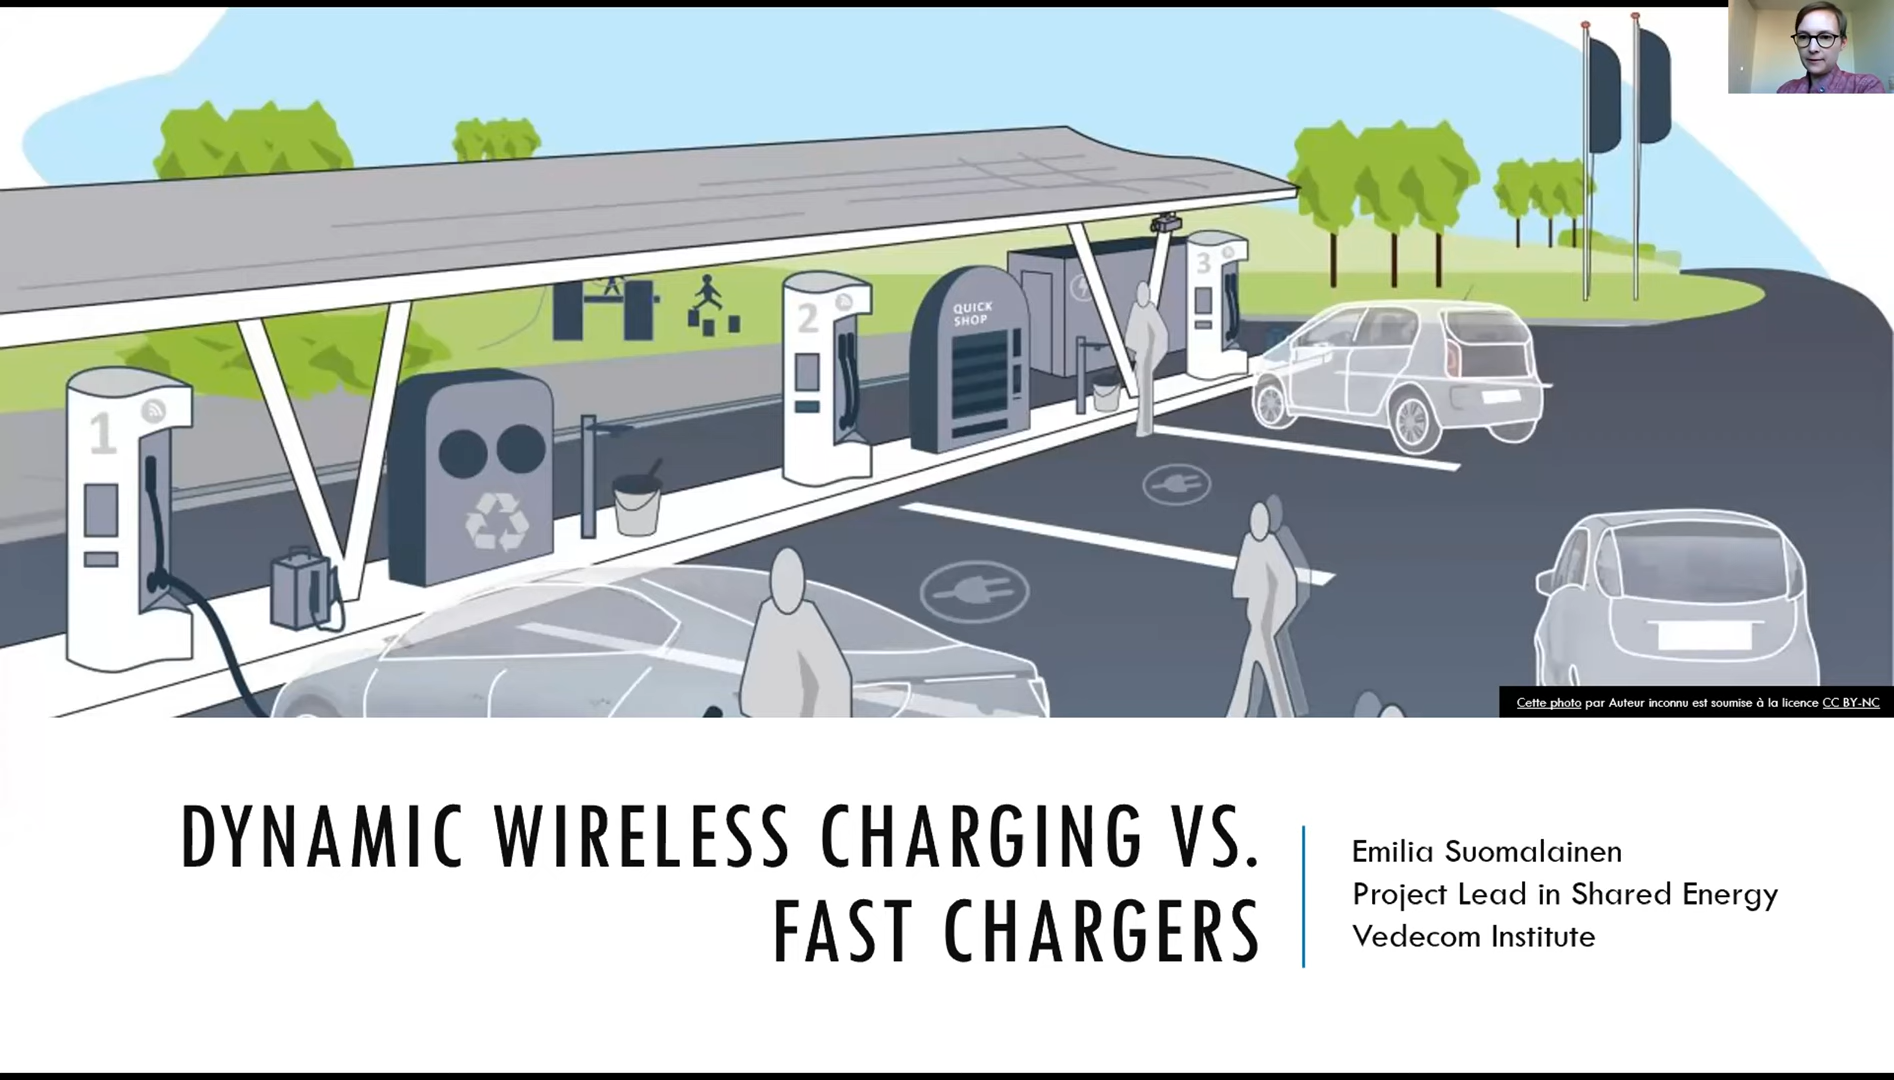 3
2
QUICK
SHOP
1
Cette photo par Auteur inconnu est soumise à la licence CC BY-NC
DYNAMIC WIRELESS CHARGING VS.
FAST CHARGERS
Emilia Suomalainen
Project Lead in Shared Energy
Vedecom Institute